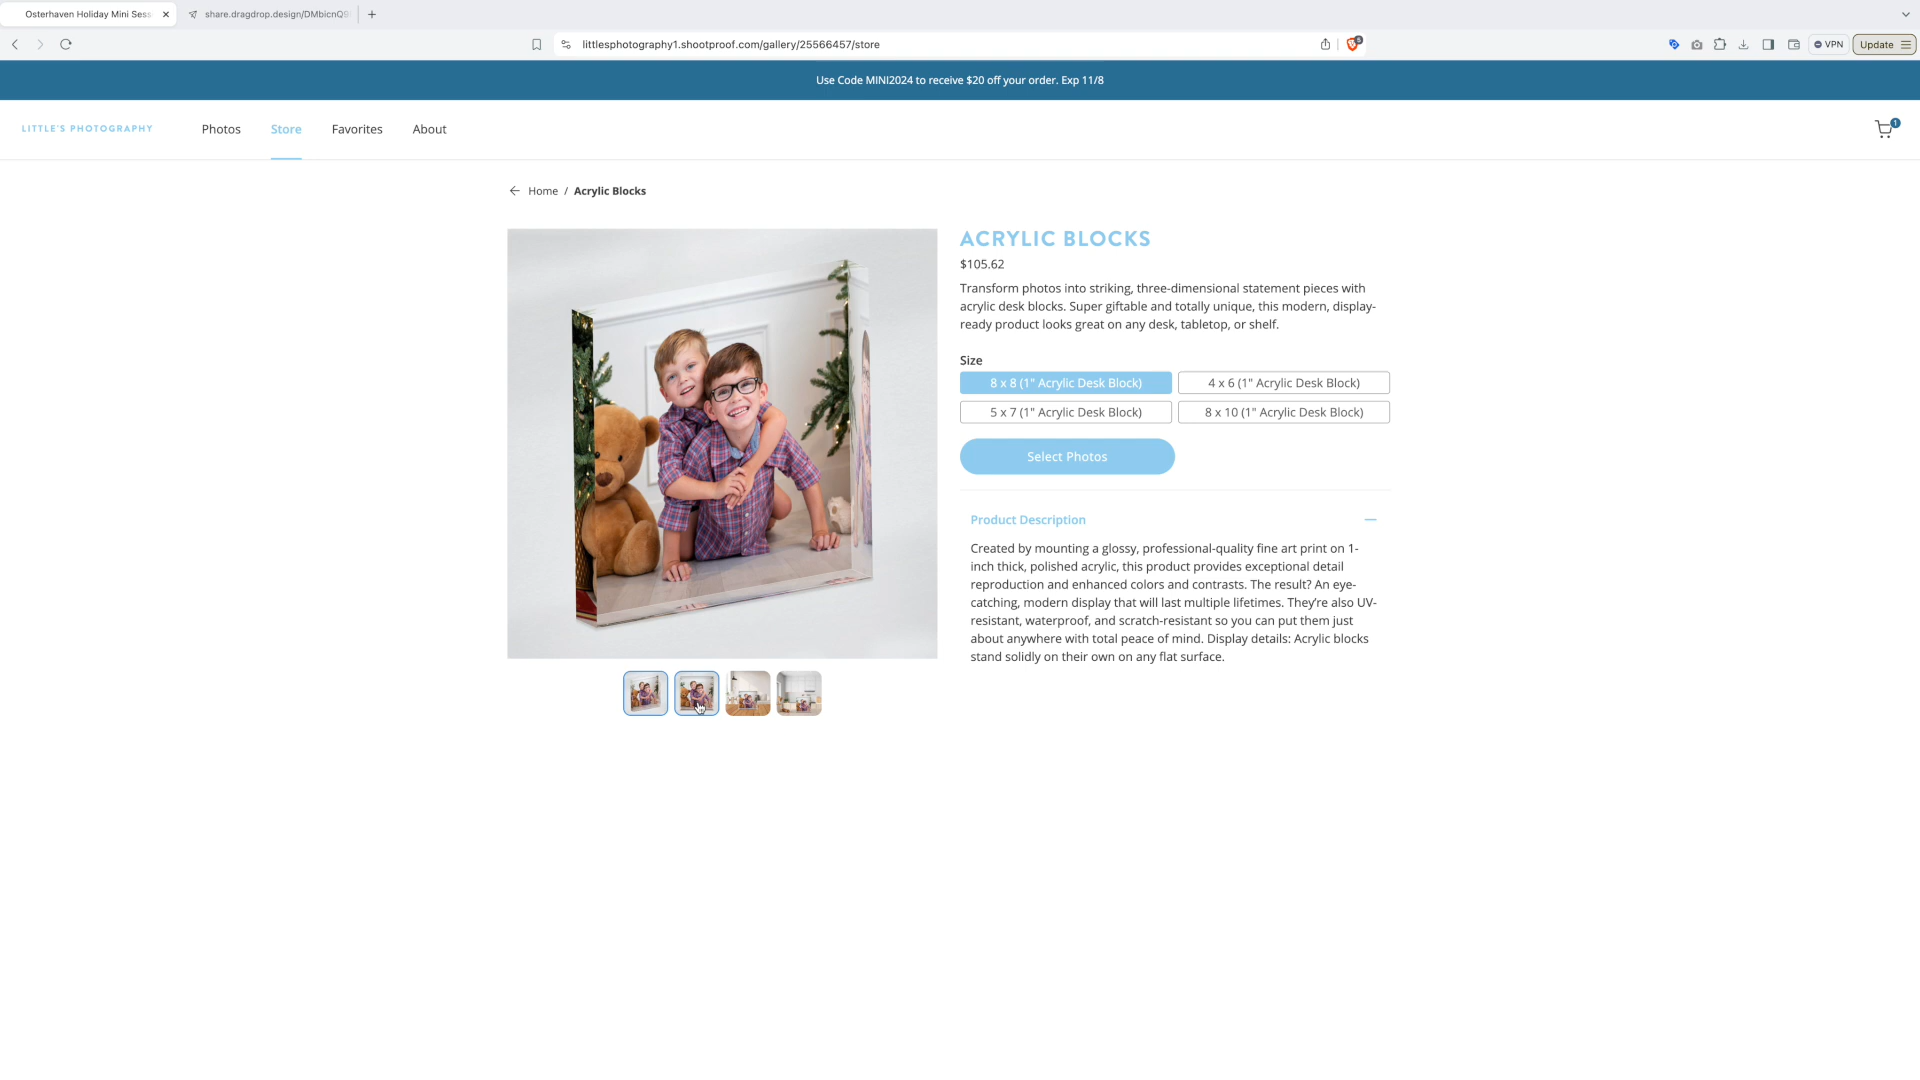 Osterhaven Holiday Mini Sess
share.dragdrop.design/DMbicnQ9
littlesphotography1.shootproof.com/gallery/25566457/store
5
VPN
Update
Use Code MINI2024 to receive $20 off your order. Exp 11/8
LITTLE'S PHOTOGRAPHY
Photos
Store
Favorites
About
1
Home / Acrylic Blocks
ACRYLIC BLOCKS
$105.62
Transform photos into striking, three-dimensional statement pieces with
acrylic desk blocks. Super giftable and totally unique, this modern, display-
ready product looks great on any desk, tabletop, or shelf.
Size
8 x 8 (1" Acrylic Desk Block)
4 x 6 (1" Acrylic Desk Block)
5 x 7 (1" Acrylic Desk Block)
8 x 10 (1" Acrylic Desk Block)
Select Photos
Product Description
Created by mounting a glossy, professional-quality fine art print on 1-
inch thick, polished acrylic, this product provides exceptional detail
reproduction and enhanced colors and contrasts. The result? An eye-
catching, modern display that will last multiple lifetimes. They're also UV-
resistant, waterproof, and scratch-resistant so you can put them just
about anywhere with total peace of mind. Display details: Acrylic blocks
stand solidly on their own on any flat surface.